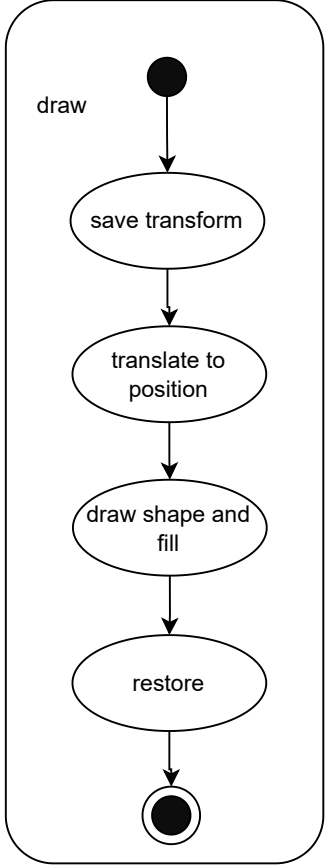 draw
save transform
translate to
position
draw shape and
fill
restore